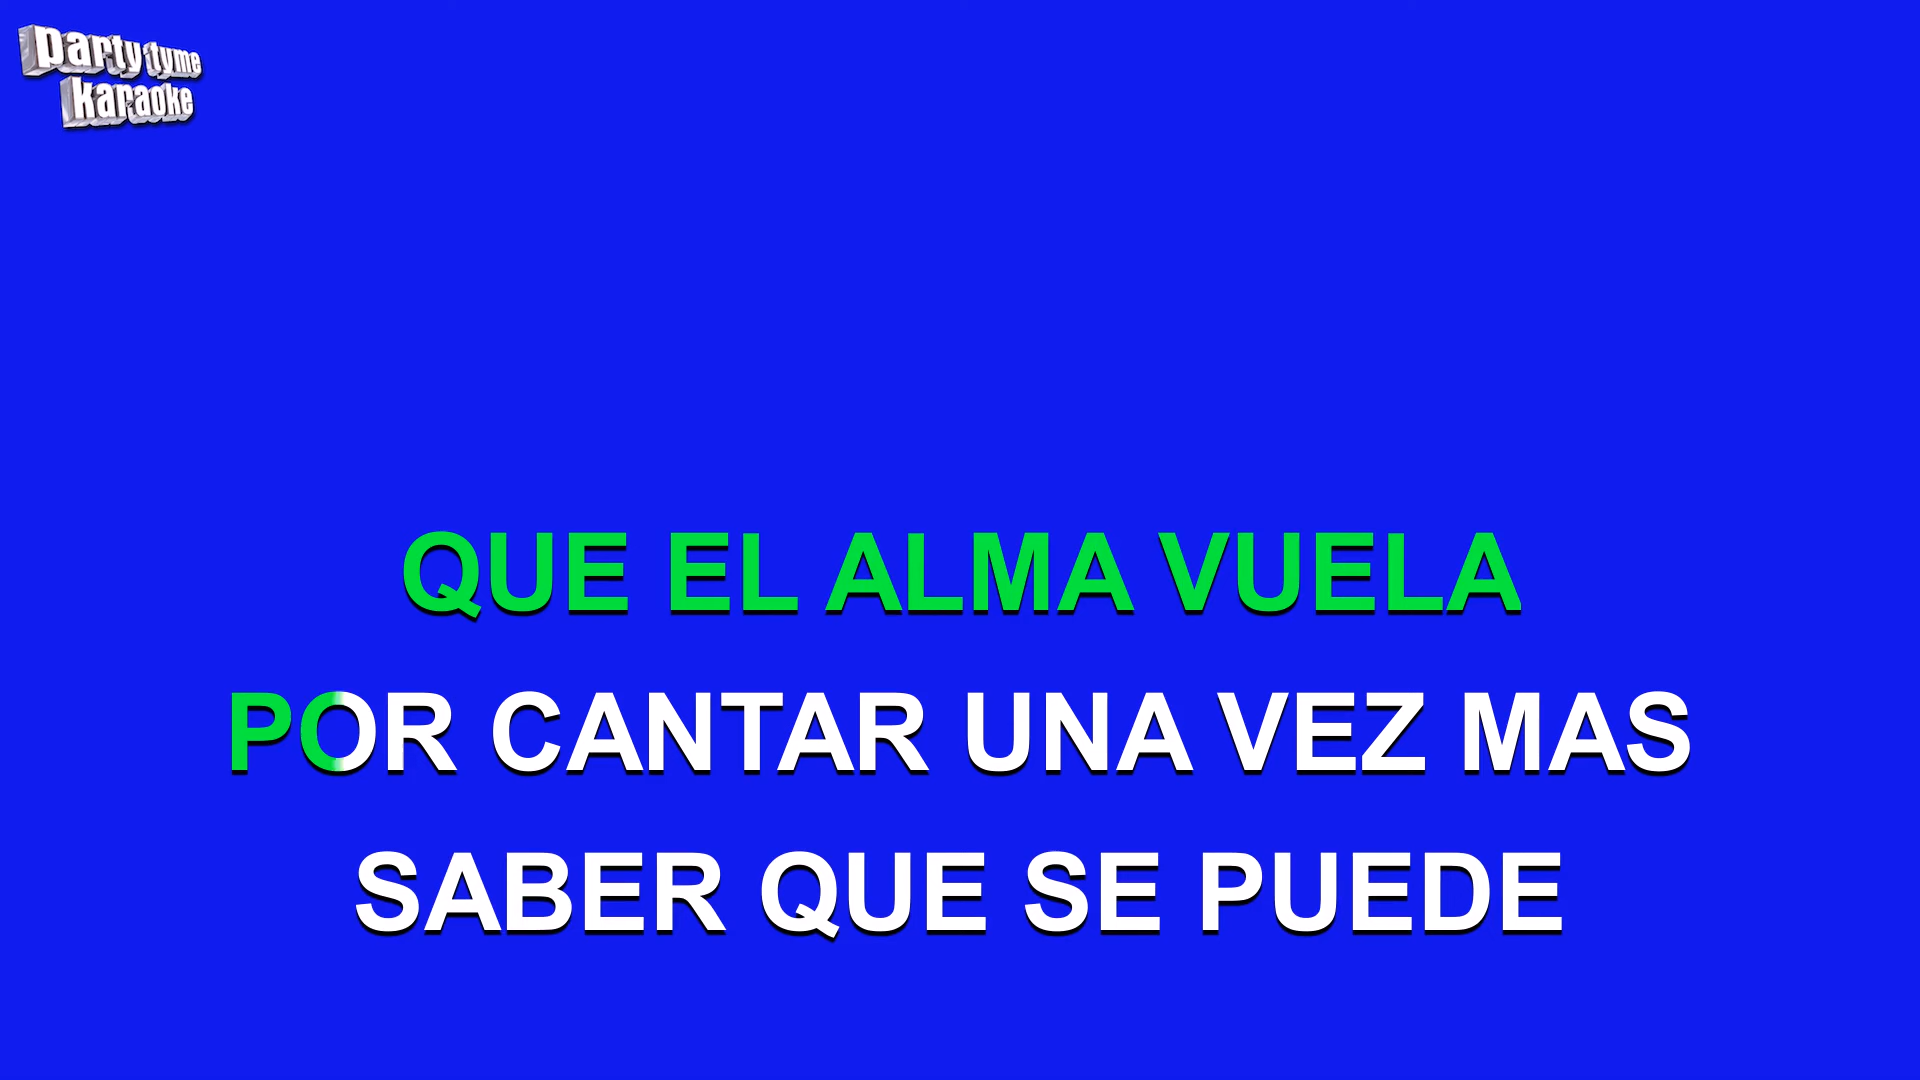 party tyme
karaoke
QUE EL ALMA VUELA
POR CANTAR UNA VEZ MAS
SABER QUE SE PUEDE